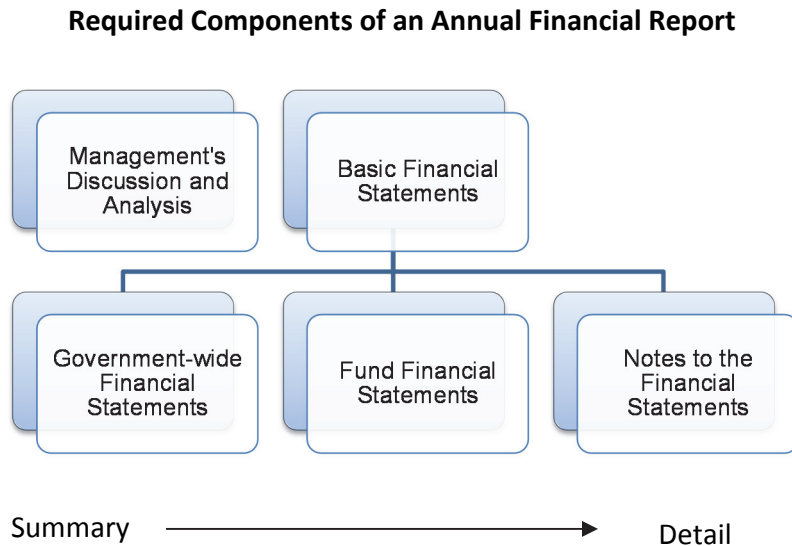 Required Components of an Annual Financial Report
Management's
Discussion and
Analysis
Basic Financial
Statements
Government-wide
Financial
Statements
Fund Financial
Statements
Notes to the
Financial
Statements
Summary
Detail